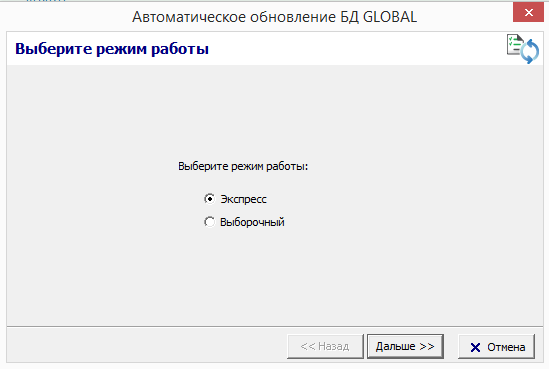 Автоматическое обновление БД GLOBAL
Выберите режим работы
Выберите режим работы:
Экспресс
Выборочный
<< Назад
Дальше >>
Отмена